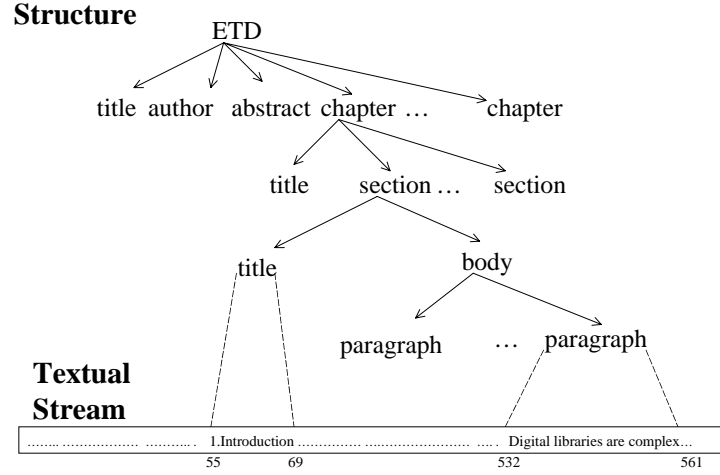 Structure
ETD
title author abstract chapter … chapter
title section … section
title body
paragraph … paragraph
Textual
Stream
........ .................. ........... . 1.Introduction ............................................ ..... . Digital libraries are complex...
55 69 532 561